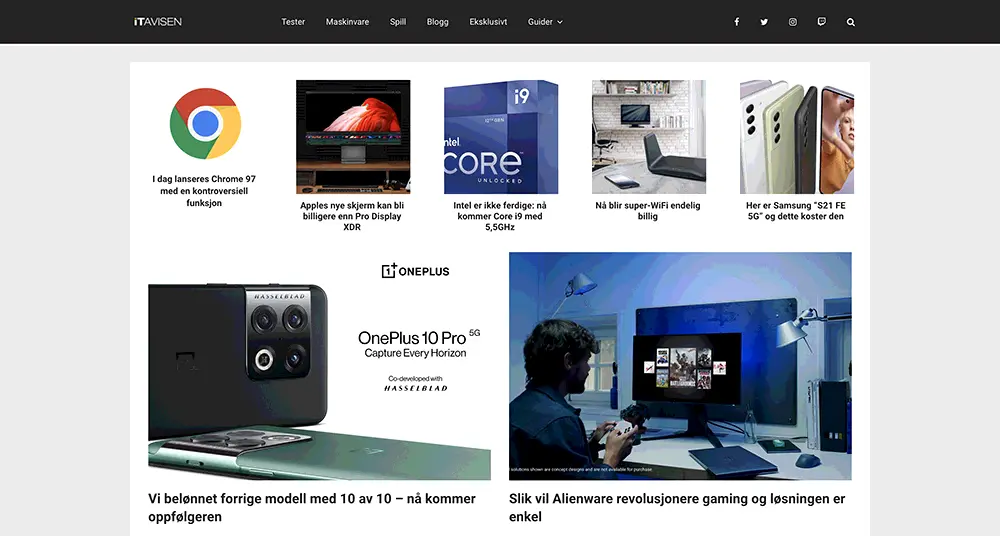 iTAVISEN
Tester Maskinvare Spill Blogg Eksklusivt Guider
i9
12TH GEN
intel
CORE
UNLOCKED
I dag lanseres Chrome 97
med en kontroversiell
funksjon
Apples nye skjerm kan bli
billigere enn Pro Display
XDR
Intel er ikke ferdige: nå
kommer Core i9 med
5,5GHz
Nå blir super-WiFi endelig
billig
Her er Samsung “S21 FE
5G” og dette koster den
HASSELBLAD
1+ ONEPLUS
OnePlus 10 Pro 5G
Capture Every Horizon
Co-developed with
HASSELBLAD
solutions shown are concept designs and are not available for purchase.
Vi belønnet forrige modell med 10 av 10 – nå kommer
oppfølgeren
Slik vil Alienware revolusjonere gaming og løsningen er
enkel